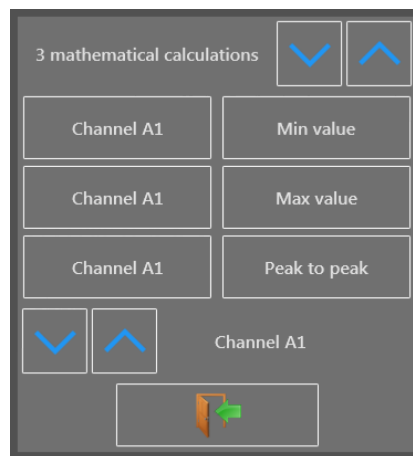 3 mathematical calculations
Channel A1 Min value
Channel A1 Max value
Channel A1 Peak to peak
Channel A1